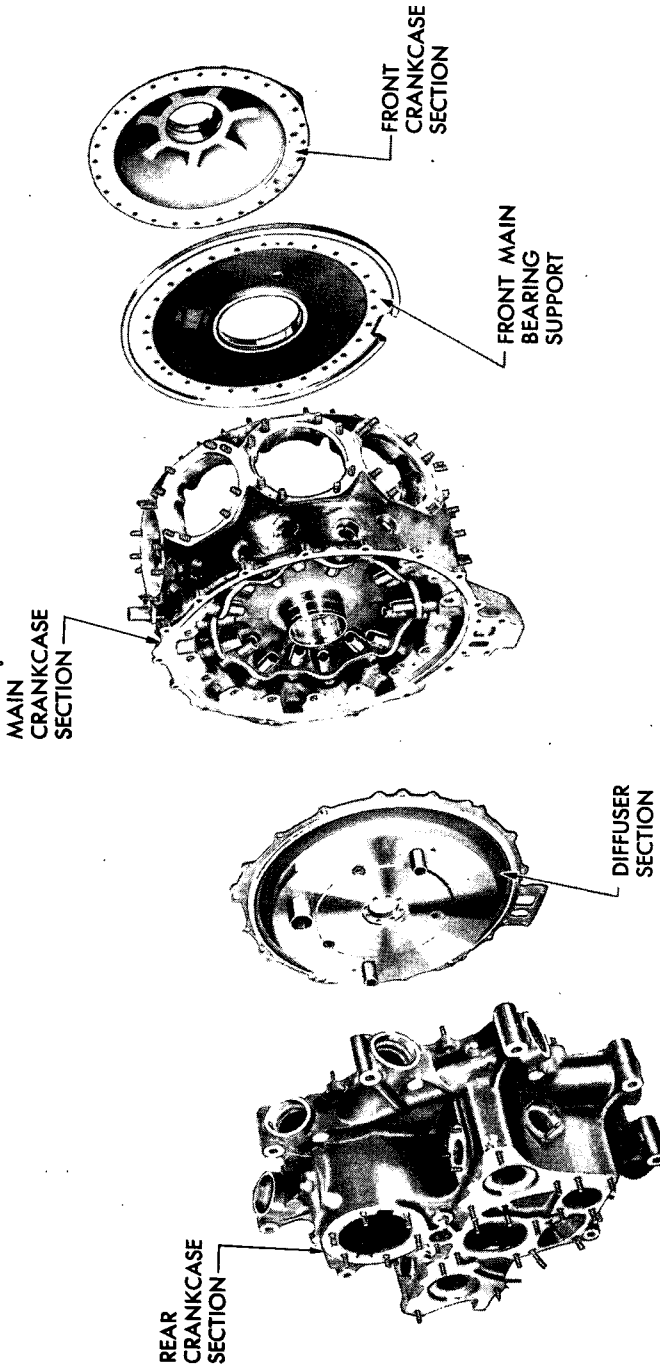 REAR
CRANKCASE
SECTION
DIFFUSER
SECTION
MAIN
CRANKCASE
SECTION
FRONT MAIN
BEARING
SUPPORT
FRONT
CRANKCASE
SECTION